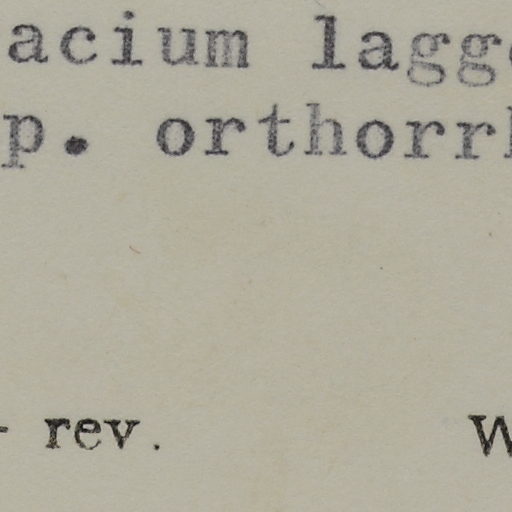 acium lagg
p. orthorr
- rev. W